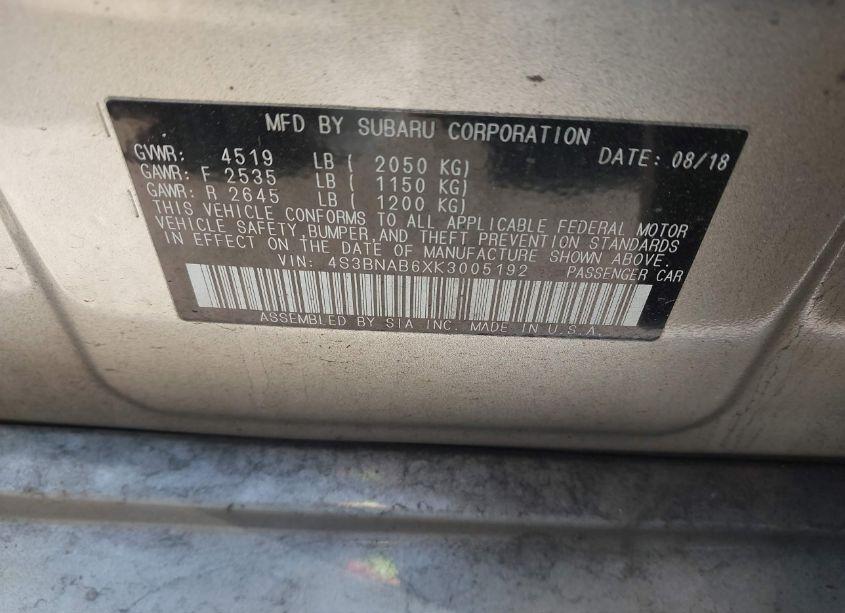 MFD BY SUBARU CORPORATION
GVWR: 4519 LB ( 2050 KG) DATE: 08/18
GAWR: F 2535 LB ( 1150 KG)
GAWR: R 2645 LB ( 1200 KG)
THIS VEHICLE CONFORMS TO ALL APPLICABLE FEDERAL MOTOR
VEHICLE SAFETY, BUMPER, AND THEFT PREVENTION STANDARDS
IN EFFECT ON THE DATE OF MANUFACTURE SHOWN ABOVE.
VIN: 4S3BNAB6XK3005192 PASSENGER CAR
ASSEMBLED BY SIA INC. MADE IN U.S.A.